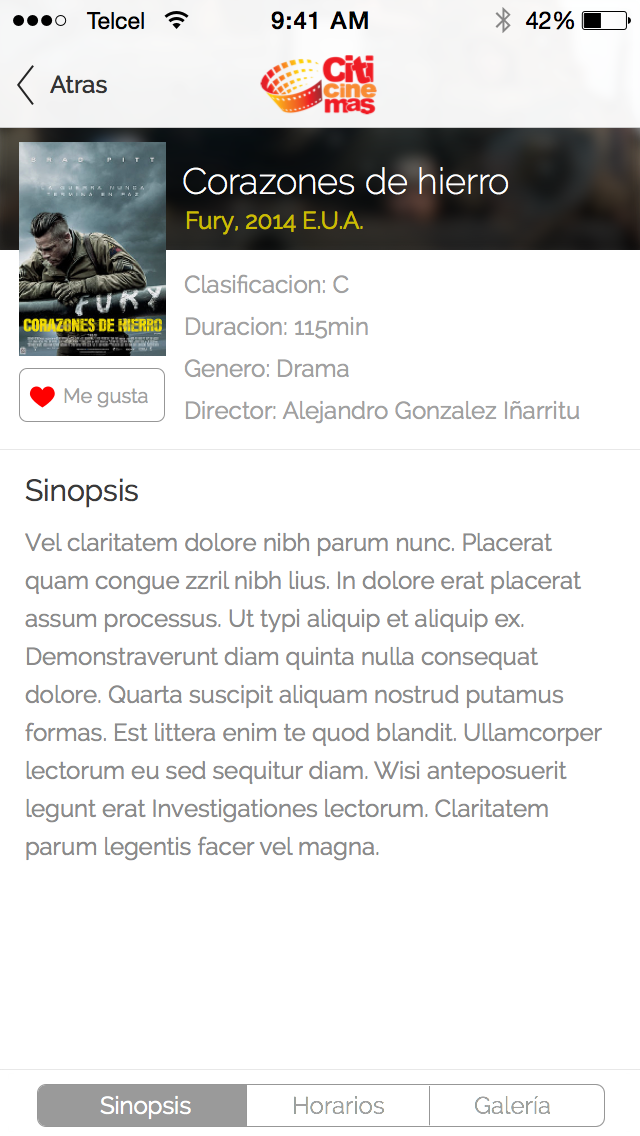 Telcel 9:41 AM 42%
Atras
Citi
cine
mas
BRAD PITT
LA GUERRA NUNCA
TERMINA EN PAZ
FURY
CORAZONES DE HIERRO
Corazones de hierro
Fury, 2014 E.U.A.
Clasificacion: C
Duracion: 115min
Genero: Drama
Director: Alejandro Gonzalez Iñarritu
Me gusta
Sinopsis
Vel claritatem dolore nibh parum nunc. Placerat
quam congue zzril nibh lius. In dolore erat placerat
assum processus. Ut typi aliquip et aliquip ex.
Demonstraverunt diam quinta nulla consequat
dolore. Quarta suscipit aliquam nostrud putamus
formas. Est littera enim te quod blandit. Ullamcorper
lectorum eu sed sequitur diam. Wisi anteposuerit
legunt erat Investigationes lectorum. Claritatem
parum legentis facer vel magna.
Sinopsis Horarios Galería